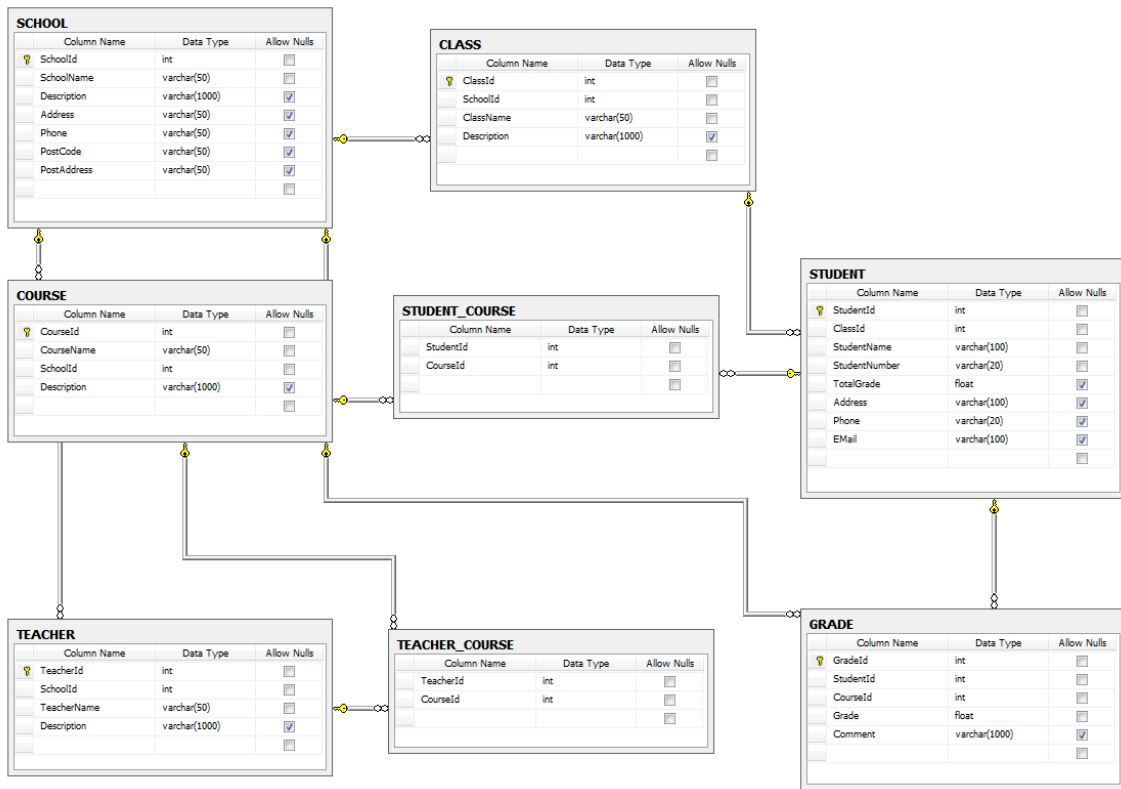 SCHOOL
Column Name Data Type Allow Nulls
SchoolId int
SchoolName varchar(50)
Description varchar(1000)
Address varchar(50)
Phone varchar(50)
PostCode varchar(50)
PostAddress varchar(50)
CLASS
Column Name Data Type Allow Nulls
ClassId int
SchoolId int
ClassName varchar(50)
Description varchar(1000)
COURSE
Column Name Data Type Allow Nulls
CourseId int
CourseName varchar(50)
SchoolId int
Description varchar(1000)
STUDENT_COURSE
Column Name Data Type Allow Nulls
StudentId int
CourseId int
STUDENT
Column Name Data Type Allow Nulls
StudentId int
ClassId int
StudentName varchar(100)
StudentNumber varchar(20)
TotalGrade float
Address varchar(100)
Phone varchar(20)
EMail varchar(100)
TEACHER
Column Name Data Type Allow Nulls
TeacherId int
SchoolId int
TeacherName varchar(50)
Description varchar(1000)
TEACHER_COURSE
Column Name Data Type Allow Nulls
TeacherId int
CourseId int
GRADE
Column Name Data Type Allow Nulls
GradeId int
StudentId int
CourseId int
Grade float
Comment varchar(1000)